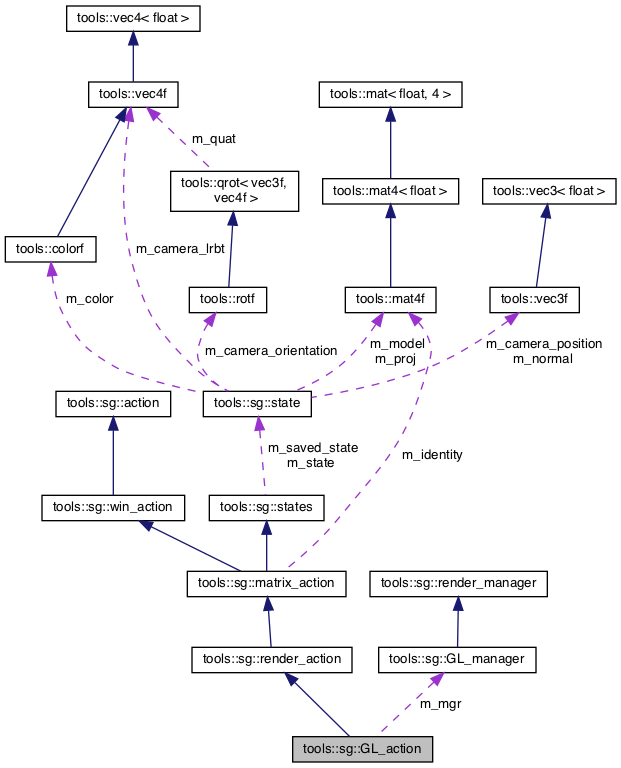 tools::vec4< float >
tools::vec4f
tools::mat< float, 4 >
m_quat
tools::qrot< vec3f,
vec4f >
tools::mat4< float >
tools::vec3< float >
tools::colorf
m_camera_lrbt
m_color
tools::rotf
tools::mat4f
tools::vec3f
m_camera_orientation
m_model
m_proj
m_camera_position
m_normal
tools::sg::action
tools::sg::state
m_saved_state
m_state
m_identity
tools::sg::win_action
tools::sg::states
tools::sg::matrix_action
tools::sg::render_manager
tools::sg::render_action
tools::sg::GL_manager
m_mgr
tools::sg::GL_action